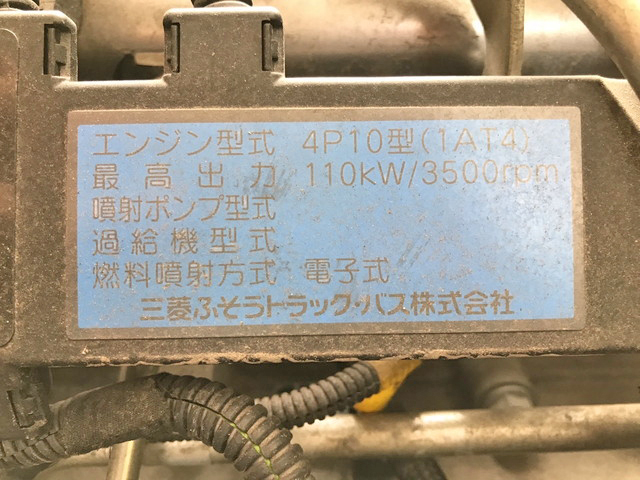 エンジン型式 4P10型(1AT4)
最高出力 110kW/3500rpm
噴射ポンプ型式
過給機型式
燃料噴射方式 電子式
三菱ふそうトラック・バス株式会社